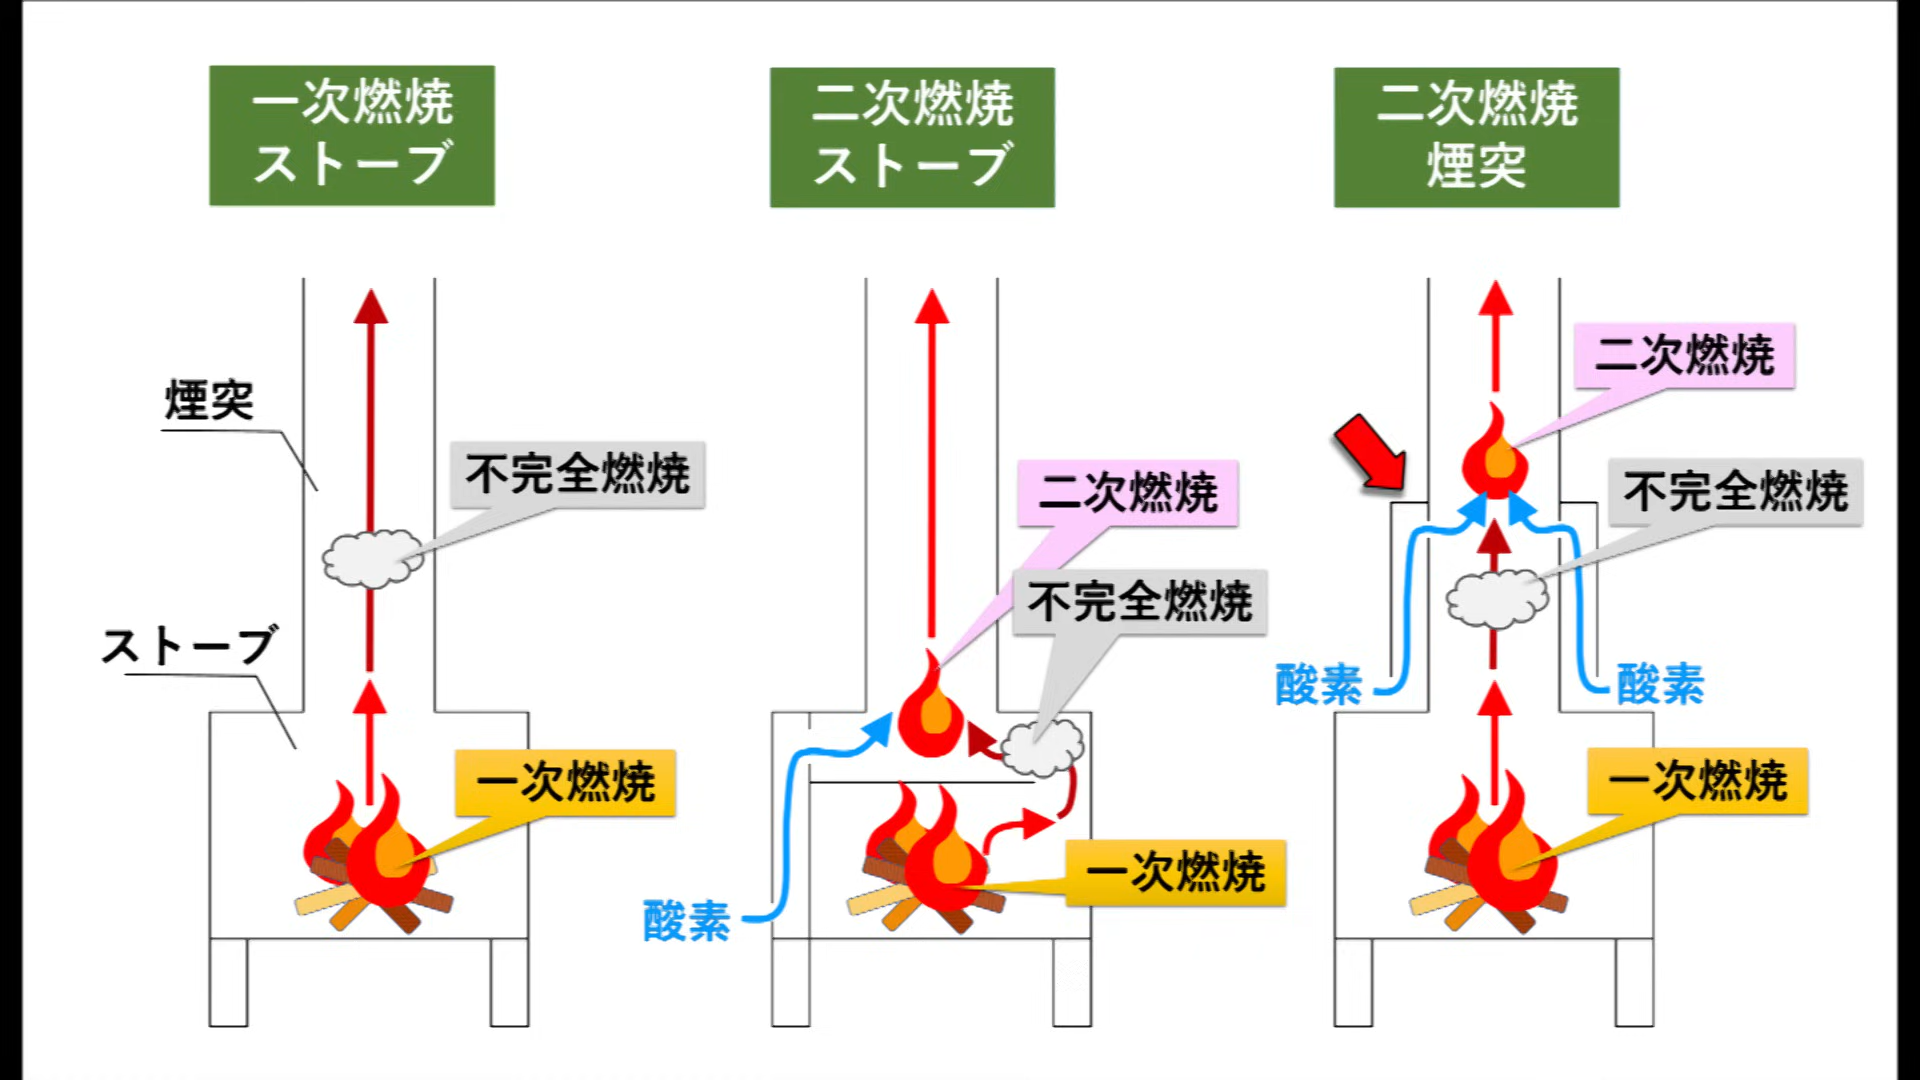 一次燃焼
ストーブ
二次燃焼
ストーブ
二次燃焼
煙突
煙突
不完全燃焼
ストーブ
一次燃焼
二次燃焼
不完全燃焼
酸素
一次燃焼
二次燃焼
不完全燃焼
酸素
酸素
一次燃焼